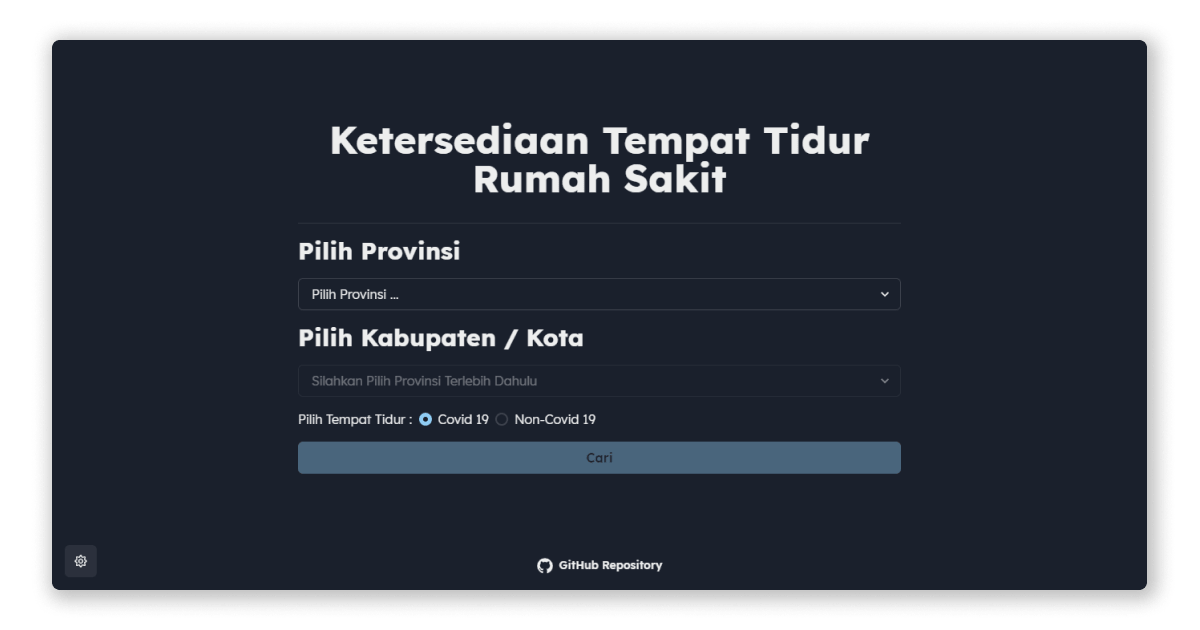 Ketersediaan Tempat Tidur
Rumah Sakit
Pilih Provinsi
Pilih Provinsi ...
Pilih Kabupaten / Kota
Silahkan Pilih Provinsi Terlebih Dahulu
Pilih Tempat Tidur : Covid 19 Non-Covid 19
Cari
GitHub Repository